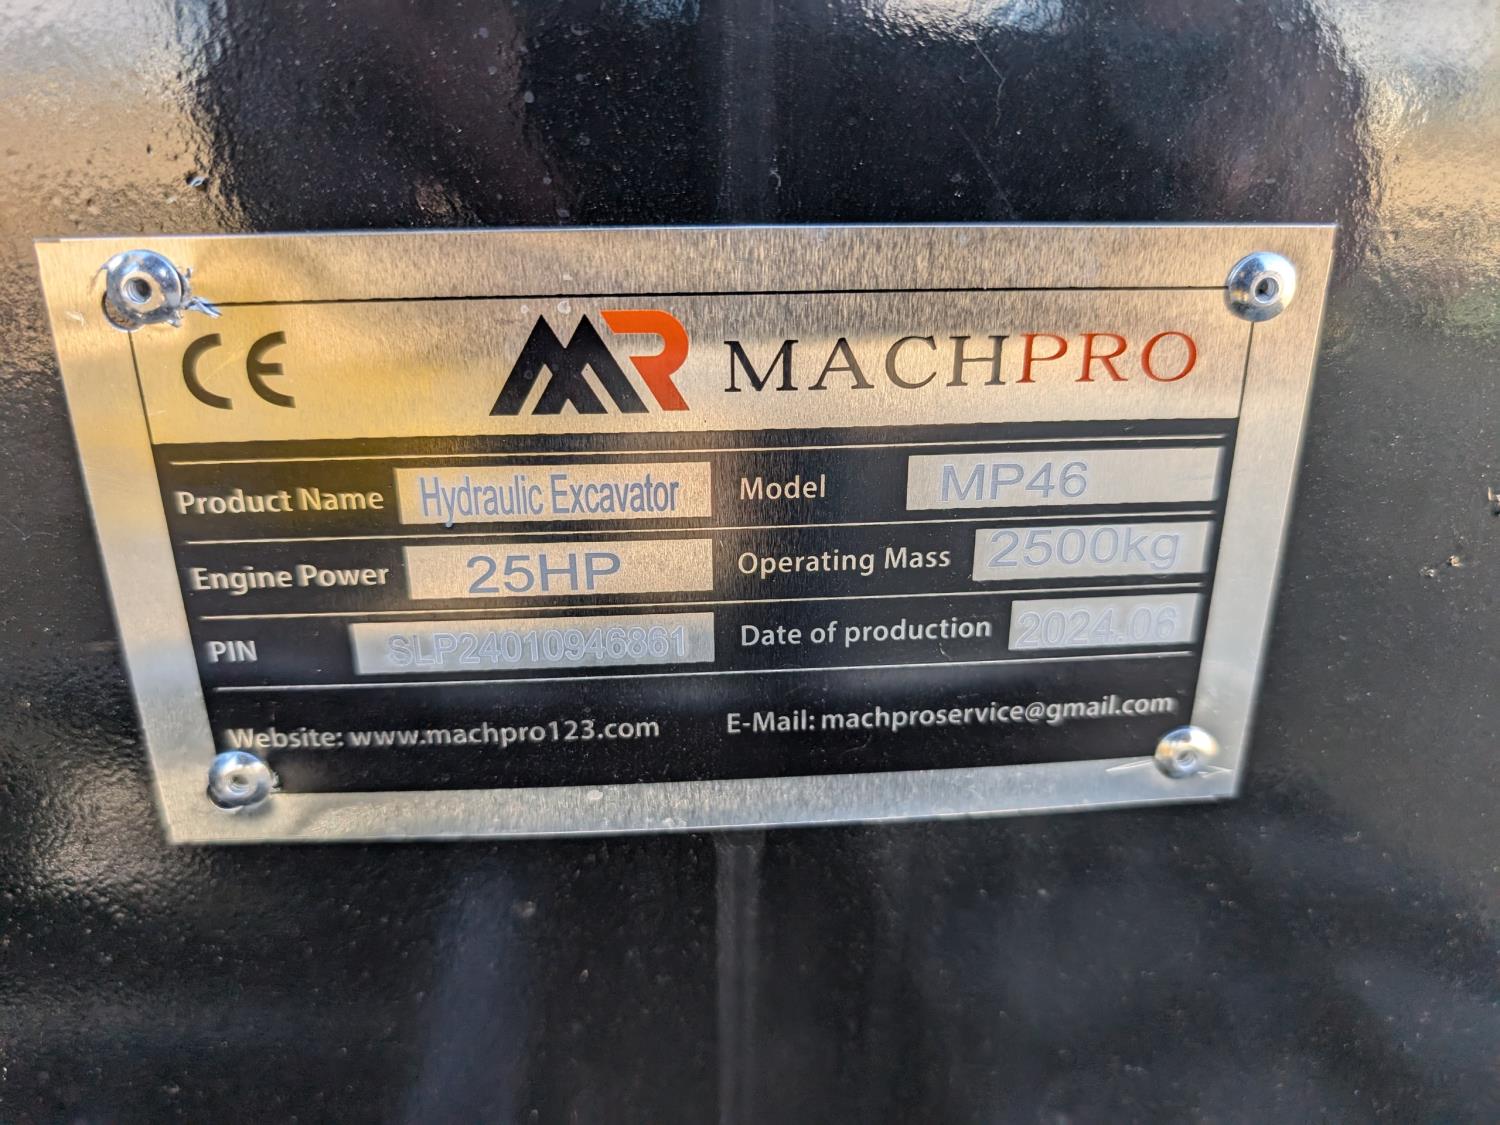 CE MR MACHPRO
Product Name Hydraulic Excavator Model MP46
Engine Power 25HP Operating Mass 2500kg
PIN SLP24010946861 Date of production 2024.06
Website: www.machpro123.com E-Mail: machproservice@gmail.com